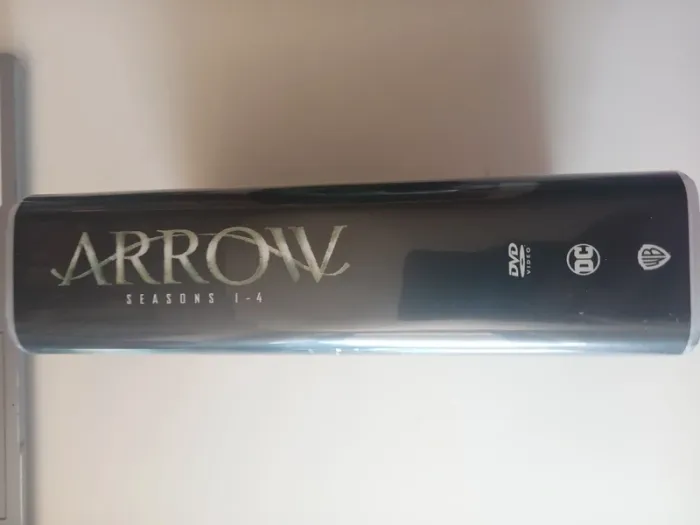 ARROW
SEASONS 1-4
DVD
VIDEO
DC
WB